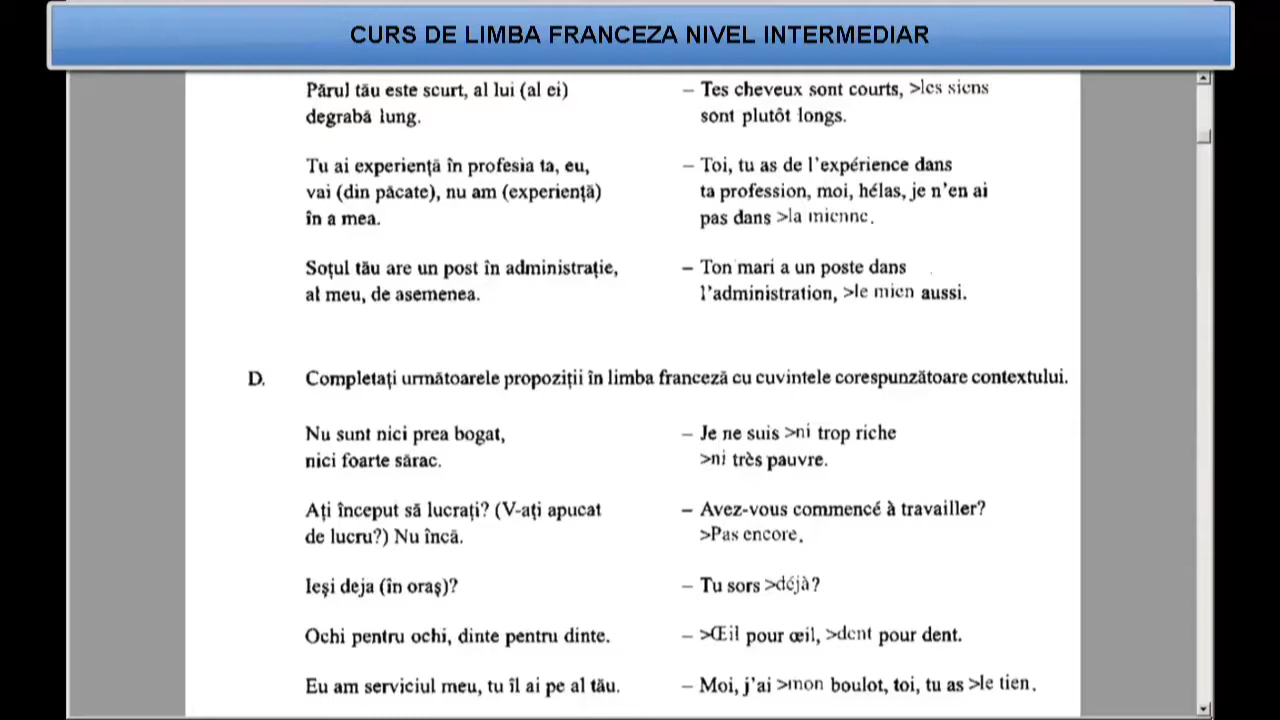 CURS DE LIMBA FRANCEZA NIVEL INTERMEDIAR
Părul tău este scurt, al lui (al ei)
degrabă lung.
– Tes cheveux sont courts, >les siens
sont plutôt longs.
Tu ai experiență în profesia ta, eu,
vai (din păcate), nu am (experiență)
în a mea.
– Toi, tu as de l'expérience dans
ta profession, moi, hélas, je n'en ai
pas dans >la mienne.
Soțul tău are un post în administrație,
al meu, de asemenea.
– Ton mari a un poste dans
l'administration, >le mien aussi.
D. Completați următoarele propoziții în limba franceză cu cuvintele corespunzătoare contextului.
Nu sunt nici prea bogat,
nici foarte sărac.
– Je ne suis >ni trop riche
>ni très pauvre.
Ați început să lucrați? (V-ați apucat
de lucru?) Nu încă.
– Avez-vous commencé à travailler?
>Pas encore.
Ieși deja (în oraș)?
– Tu sors >déjà?
Ochi pentru ochi, dinte pentru dinte.
– >Œil pour œil, >dent pour dent.
Eu am serviciul meu, tu îl ai pe al tău.
– Moi, j'ai >mon boulot, toi, tu as >le tien.